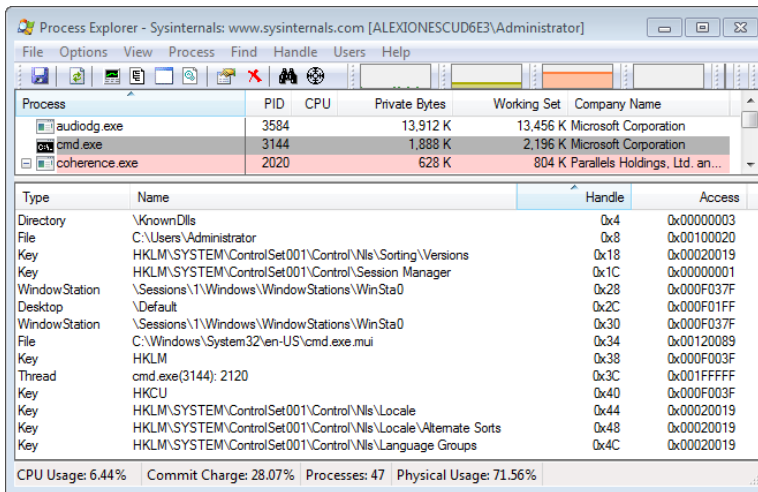 Process Explorer - Sysinternals: www.sysinternals.com [ALEXIONESCUD6E3\Administrator]
File Options View Process Find Handle Users Help
Process PID CPU Private Bytes Working Set Company Name
audiodg.exe 3584 13,912 K 13,456 K Microsoft Corporation
cmd.exe 3144 1,888 K 2,196 K Microsoft Corporation
coherence.exe 2020 628 K 804 K Parallels Holdings, Ltd. an...
Type Name Handle Access
Directory \KnownDlls 0x4 0x00000003
File C:\Users\Administrator 0x8 0x00100020
Key HKLM\SYSTEM\ControlSet001\Control\Nls\Sorting\Versions 0x18 0x00020019
Key HKLM\SYSTEM\ControlSet001\Control\Session Manager 0x1C 0x00000001
WindowStation \Sessions\1\Windows\WindowStations\WinSta0 0x28 0x000F037F
Desktop \Default 0x2C 0x000F01FF
WindowStation \Sessions\1\Windows\WindowStations\WinSta0 0x30 0x000F037F
File C:\Windows\System32\en-US\cmd.exe.mui 0x34 0x00120089
Key HKLM 0x38 0x000F003F
Thread cmd.exe(3144): 2120 0x3C 0x001FFFFF
Key HKCU 0x40 0x000F003F
Key HKLM\SYSTEM\ControlSet001\Control\Nls\Locale 0x44 0x00020019
Key HKLM\SYSTEM\ControlSet001\Control\Nls\Locale\Alternate Sorts 0x48 0x00020019
Key HKLM\SYSTEM\ControlSet001\Control\Nls\Language Groups 0x4C 0x00020019
CPU Usage: 6.44% Commit Charge: 28.07% Processes: 47 Physical Usage: 71.56%